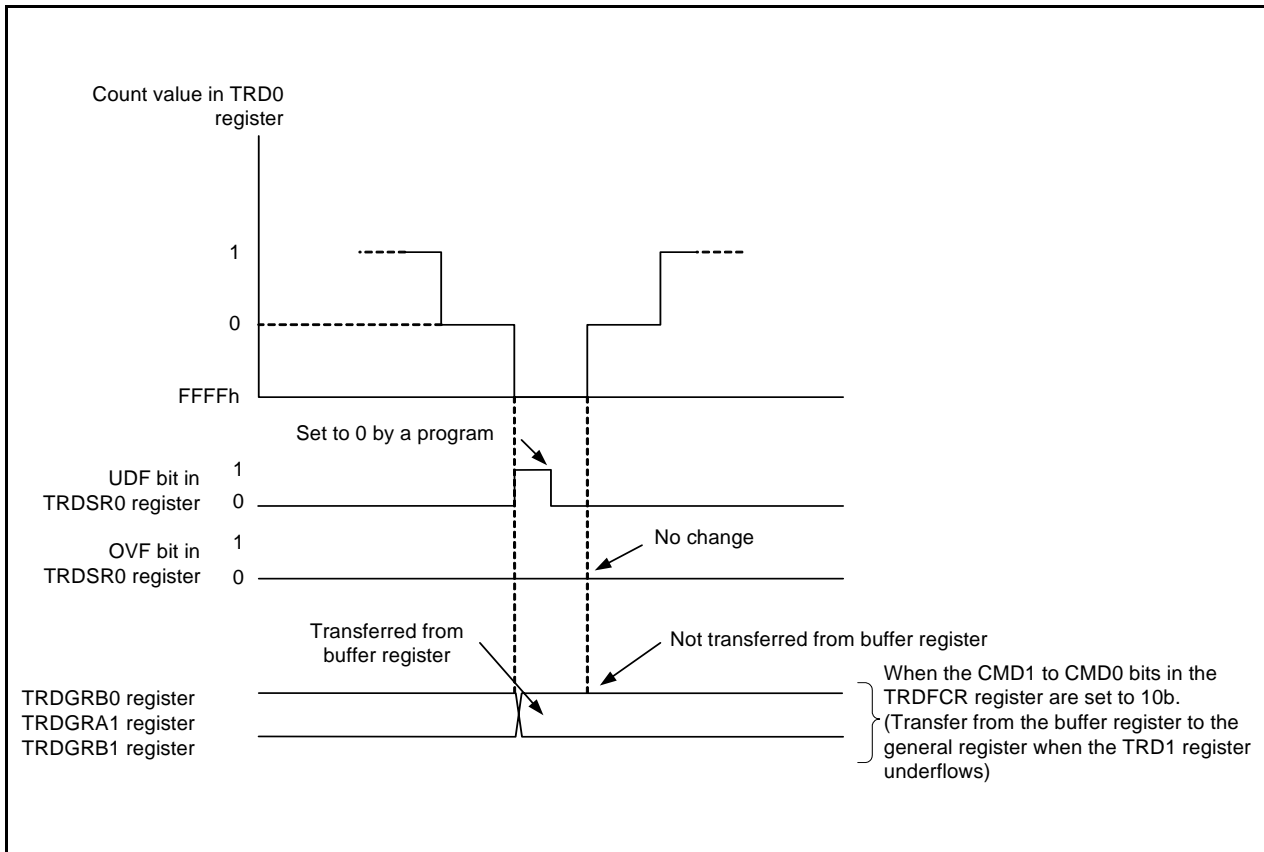 Count value in TRD0
register
1
0
FFFFh
Set to 0 by a program
UDF bit in
TRDSR0 register
1
0
OVF bit in
TRDSR0 register
1
0
No change
Transferred from
buffer register
Not transferred from buffer register
TRDGRB0 register
TRDGRA1 register
TRDGRB1 register
When the CMD1 to CMD0 bits in the
TRDFCR register are set to 10b.
(Transfer from the buffer register to the
general register when the TRD1 register
underflows)